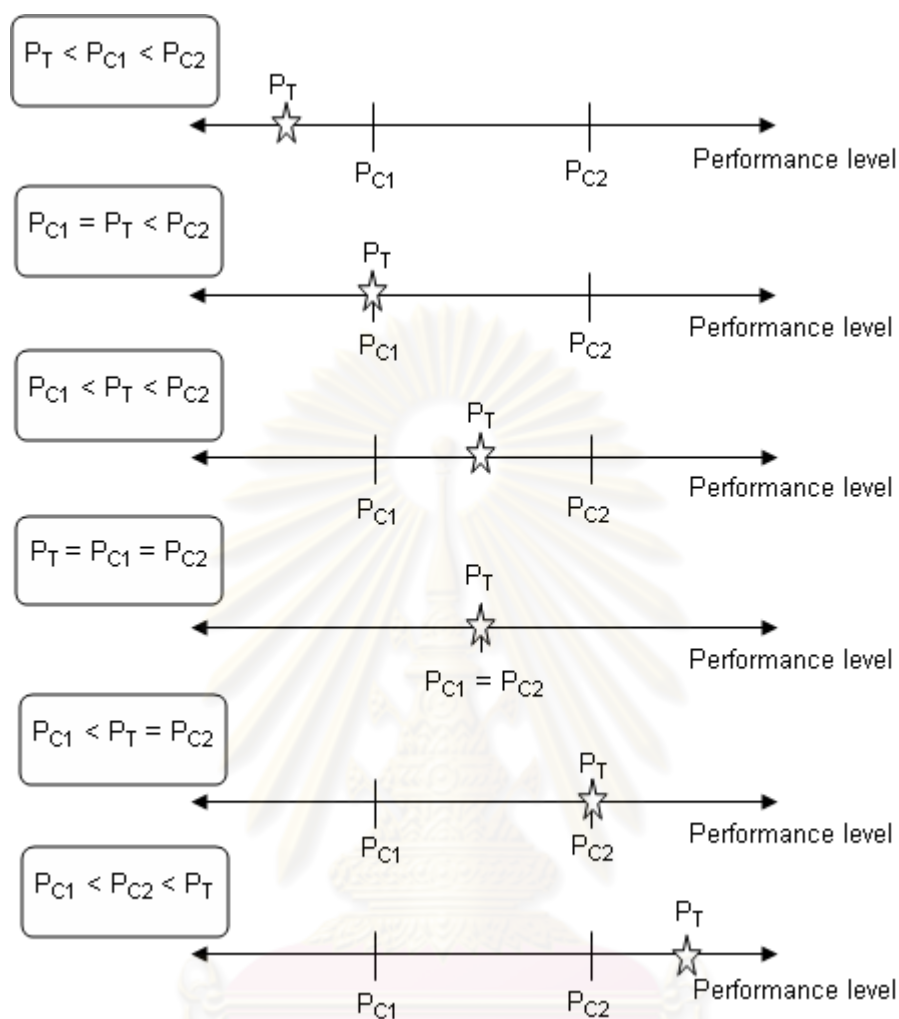 P_T < P_C1 < P_C2
P_T
P_C1
P_C2
Performance level
P_C1 = P_T < P_C2
P_T
P_C1
P_C2
Performance level
P_C1 < P_T < P_C2
P_T
P_C1
P_C2
Performance level
P_T = P_C1 = P_C2
P_T
P_C1 = P_C2
Performance level
P_C1 < P_T = P_C2
P_T
P_C1
P_C2
Performance level
P_C1 < P_C2 < P_T
P_T
P_C1
P_C2
Performance level